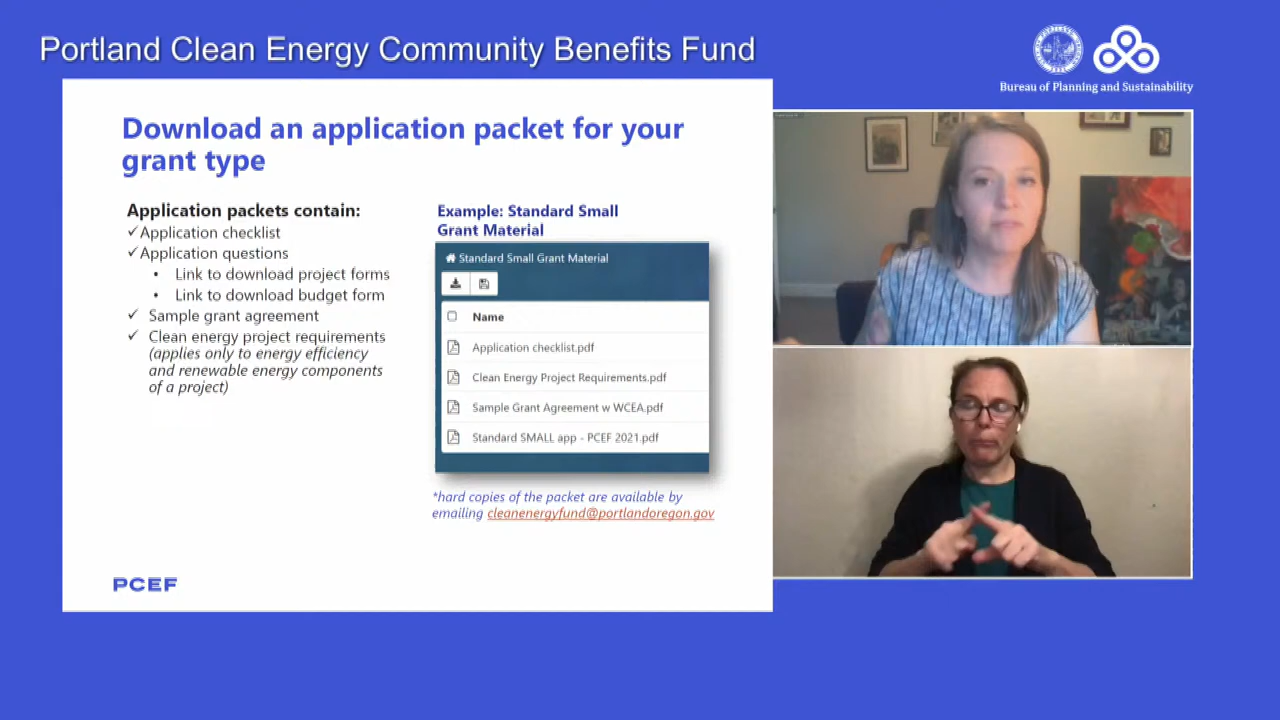 Portland Clean Energy Community Benefits Fund
Bureau of Planning and Sustainability
Download an application packet for your
grant type
Application packets contain:
✓Application checklist
✓Application questions
• Link to download project forms
• Link to download budget form
✓ Sample grant agreement
✓ Clean energy project requirements
(applies only to energy efficiency
and renewable energy components
of a project)
Example: Standard Small
Grant Material
Standard Small Grant Material
Name
Application checklist.pdf
Clean Energy Project Requirements.pdf
Sample Grant Agreement w WCEA.pdf
Standard SMALL app - PCEF 2021.pdf
*hard copies of the packet are available by
emailing cleanenergyfund@portlandoregon.gov
PCEF